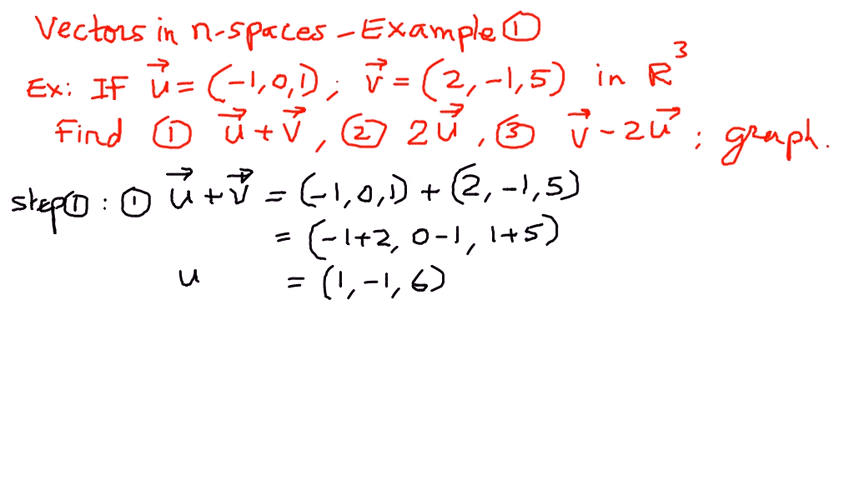 Vectors in n-spaces - Example ①
Ex: IF u⃗ = (-1,0,1); v⃗ = (2,-1,5) in R³
Find ① u⃗ + v⃗, ② 2u⃗, ③ v⃗ - 2u⃗; graph.
step①: ① u⃗ + v⃗ = (-1,0,1) + (2,-1,5)
= (-1+2, 0-1, 1+5)
u = (1,-1,6)